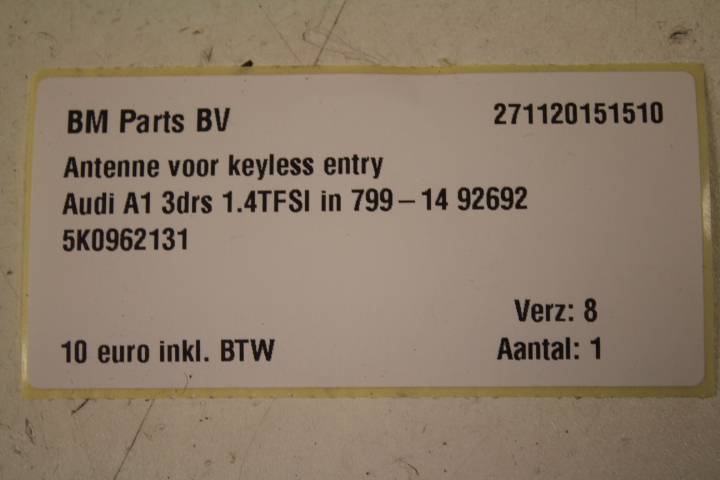 BM Parts BV 271120151510
Antenne voor keyless entry
Audi A1 3drs 1.4TFSI in 799-14 92692
5K0962131
Verz: 8
10 euro inkl. BTW Aantal: 1